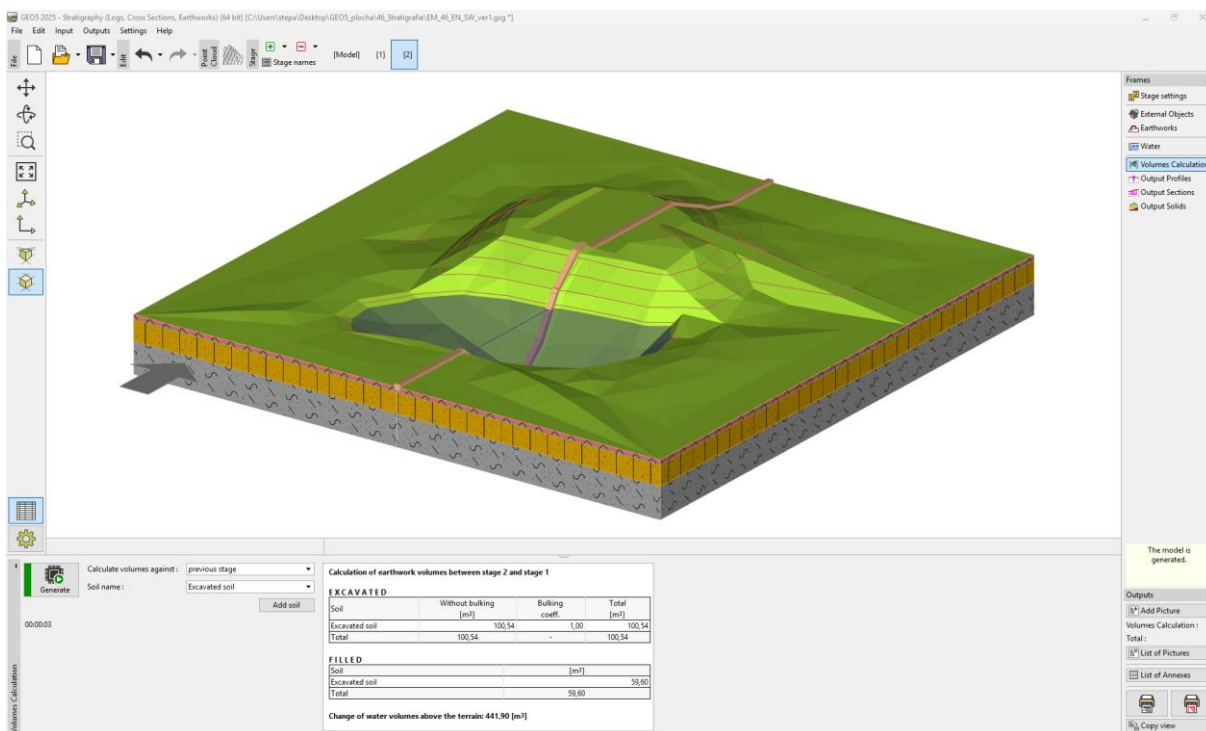 GEO5 2025 - Stratigraphy (Logs, Cross Sections, Earthworks) (64 bit) [C:\Users\stepa\Desktop\GEO5_plocha\46_Stratigrafie\EM_46_EN_SW_ver1.gsg *]
File Edit Input Outputs Settings Help
File
Edit
Point Cloud
Stage
Stage names
[Model] [1] [2]
Frames
Stage settings
External Objects
Earthworks
Water
Volumes Calculation
Output Profiles
Output Sections
Output Solids
The model is
generated.
Outputs
Add Picture
Volumes Calculation :
Total :
List of Pictures
List of Annexes
Copy view
Volumes Calculation
Generate
00:00:03
Calculate volumes against : previous stage
Soil name : Excavated soil
Add soil
Calculation of earthwork volumes between stage 2 and stage 1
EXCAVATED
Soil Without bulking [m³] Bulking coeff. Total [m³]
Excavated soil 100,54 1,00 100,54
Total 100,54 - 100,54
FILLED
Soil [m³]
Excavated soil 59,60
Total 59,60
Change of water volumes above the terrain: 441,90 [m³]